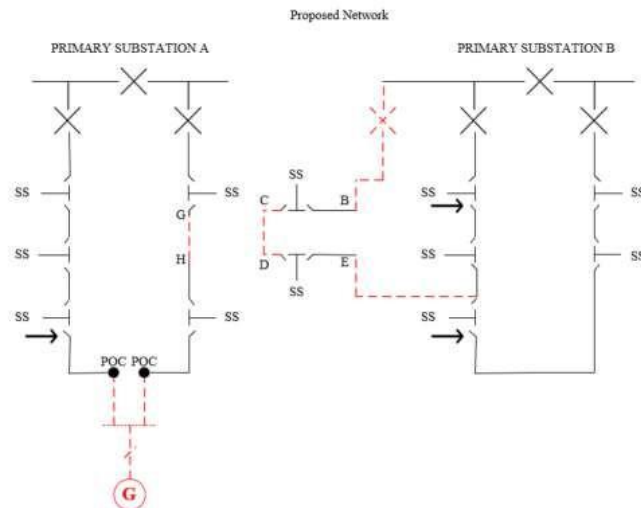 Proposed Network
PRIMARY SUBSTATION A
PRIMARY SUBSTATION B
SS
C
B
SS
SS
SS
SS
G
SS
H
D
E
SS
SS
SS
SS
SS
SS
POC POC
G